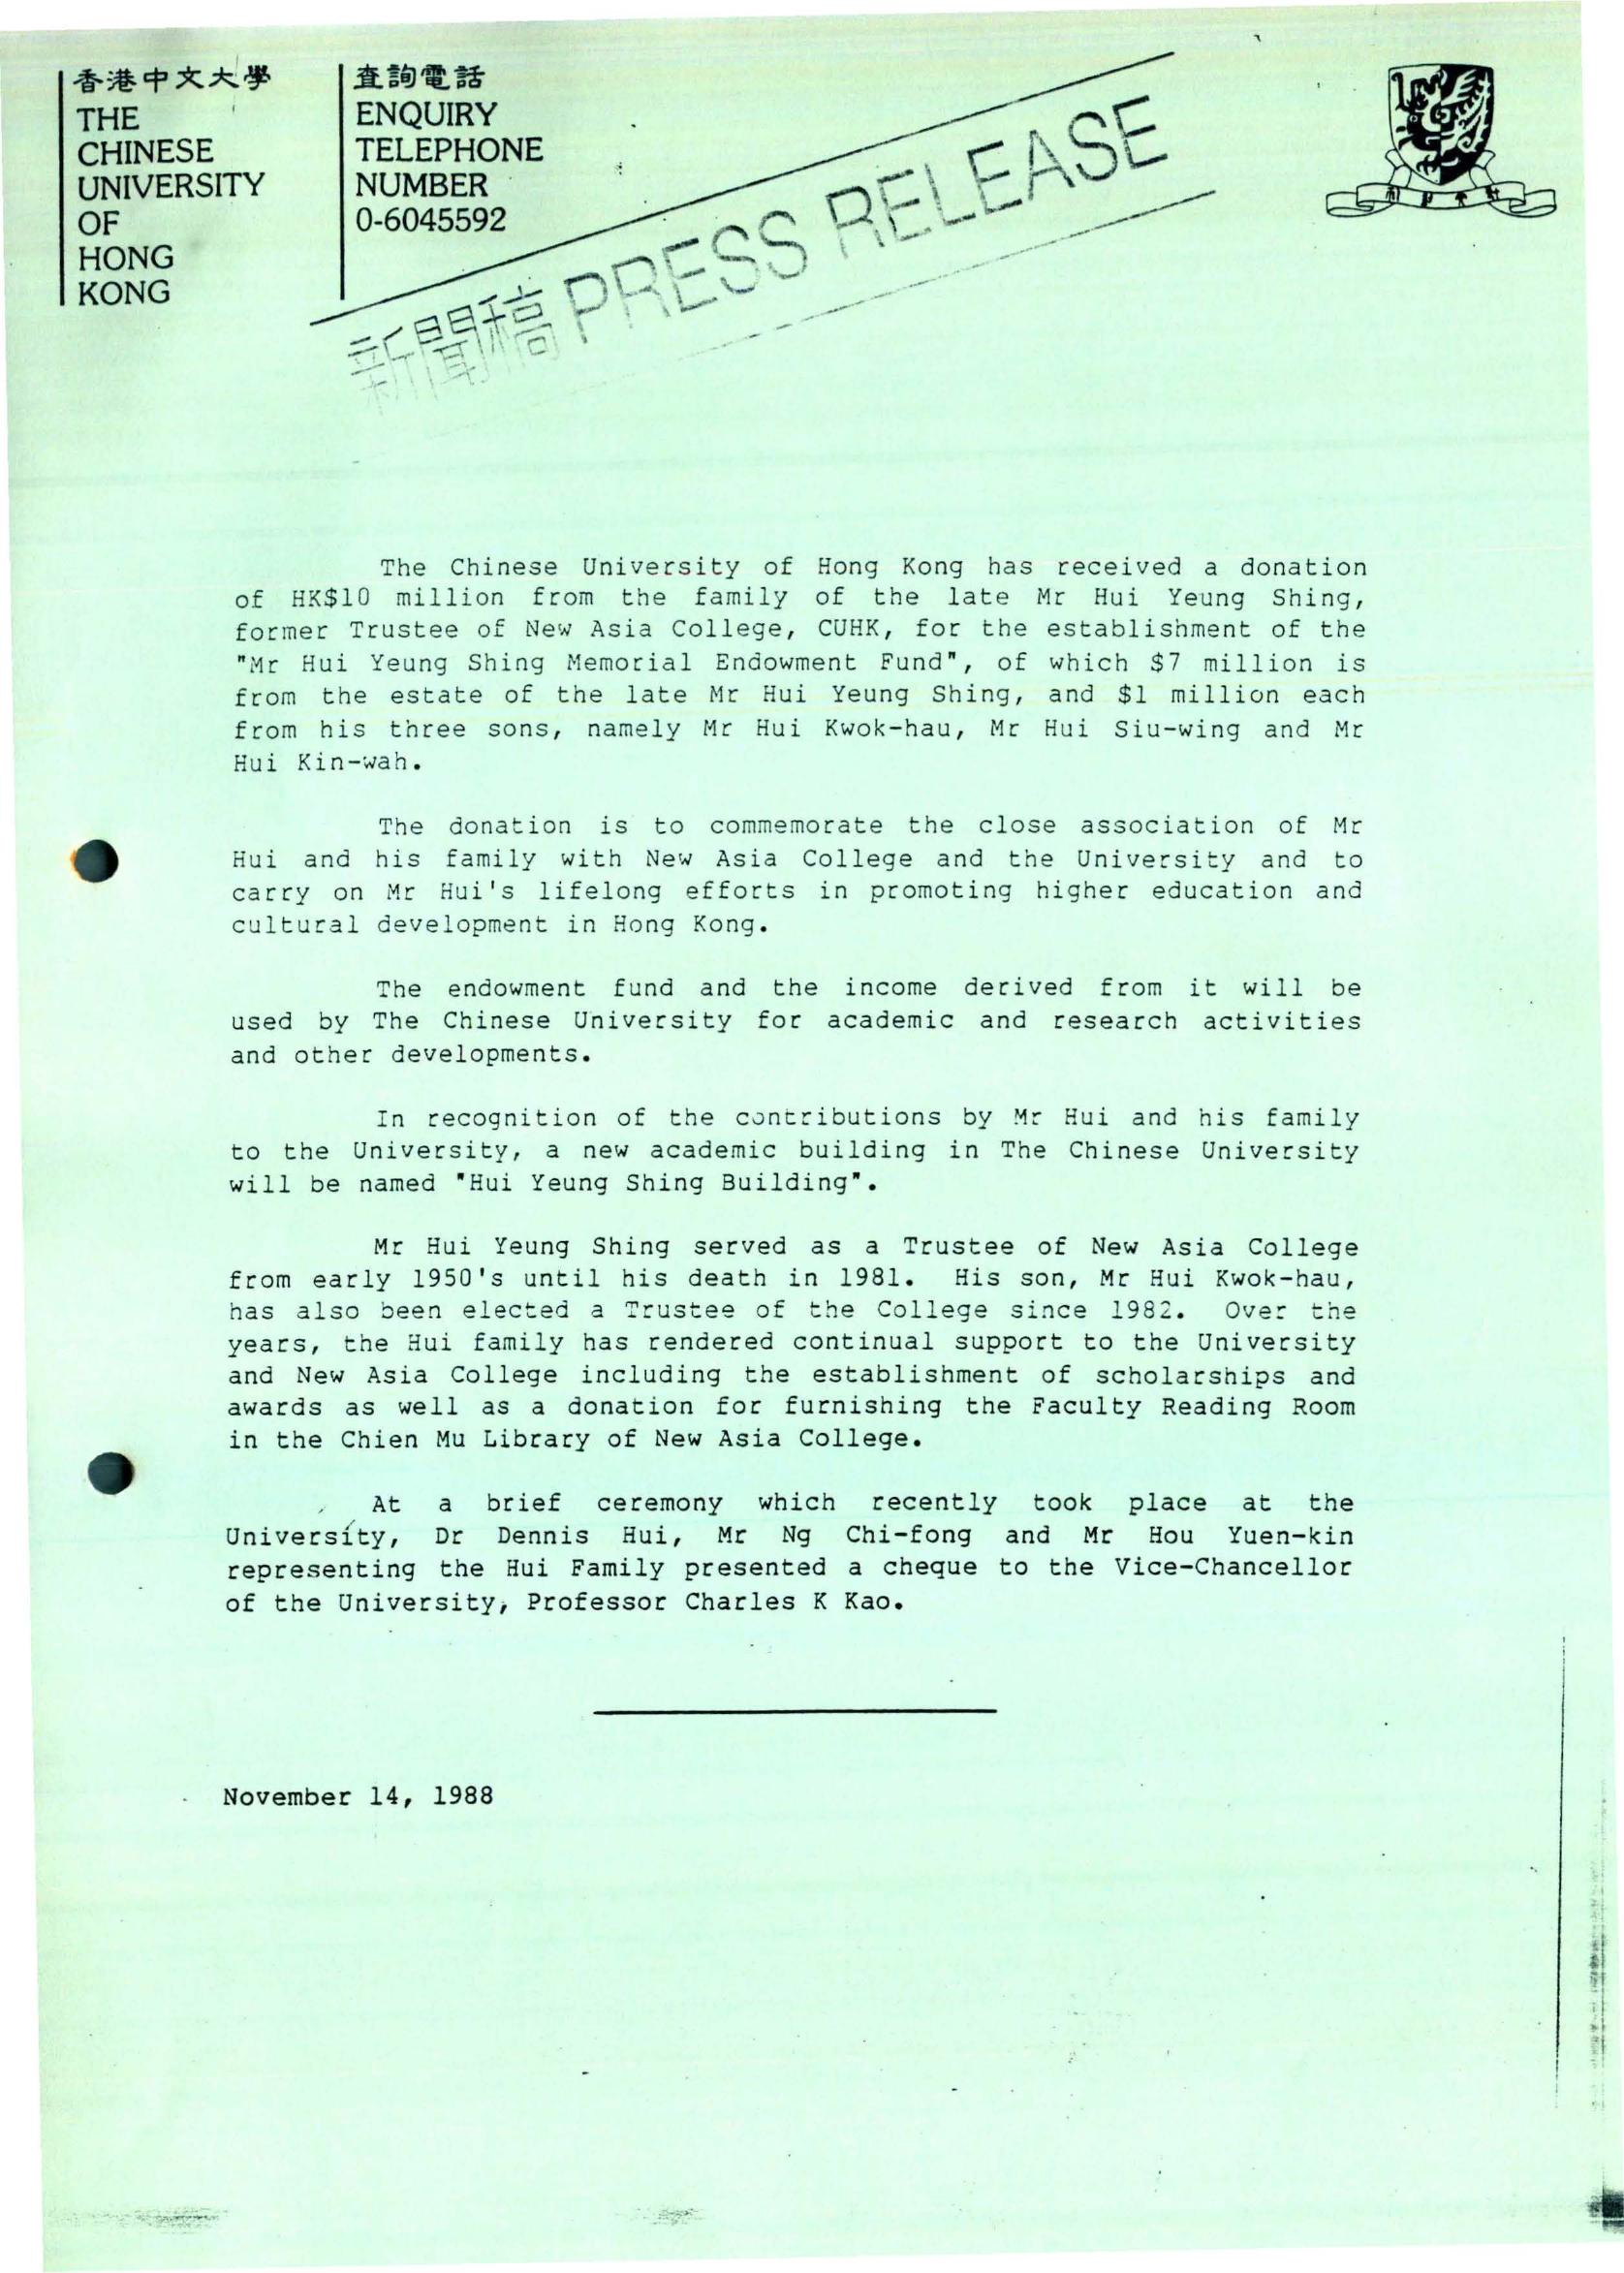 香港中文大學
THE
CHINESE
UNIVERSITY
OF
HONG
KONG
查詢電話
ENQUIRY
TELEPHONE
NUMBER
0-6045592
新聞稿 PRESS RELEASE
The Chinese University of Hong Kong has received a donation
of HK$10 million from the family of the late Mr Hui Yeung Shing,
former Trustee of New Asia College, CUHK, for the establishment of the
"Mr Hui Yeung Shing Memorial Endowment Fund", of which $7 million is
from the estate of the late Mr Hui Yeung Shing, and $1 million each
from his three sons, namely Mr Hui Kwok-hau, Mr Hui Siu-wing and Mr
Hui Kin-wah.
The donation is to commemorate the close association of Mr
Hui and his family with New Asia College and the University and to
carry on Mr Hui's lifelong efforts in promoting higher education and
cultural development in Hong Kong.
The endowment fund and the income derived from it will be
used by The Chinese University for academic and research activities
and other developments.
In recognition of the contributions by Mr Hui and his family
to the University, a new academic building in The Chinese University
will be named "Hui Yeung Shing Building".
Mr Hui Yeung Shing served as a Trustee of New Asia College
from early 1950's until his death in 1981. His son, Mr Hui Kwok-hau,
has also been elected a Trustee of the College since 1982. Over the
years, the Hui family has rendered continual support to the University
and New Asia College including the establishment of scholarships and
awards as well as a donation for furnishing the Faculty Reading Room
in the Chien Mu Library of New Asia College.
At a brief ceremony which recently took place at the
University, Dr Dennis Hui, Mr Ng Chi-fong and Mr Hou Yuen-kin
representing the Hui Family presented a cheque to the Vice-Chancellor
of the University, Professor Charles K Kao.
November 14, 1988